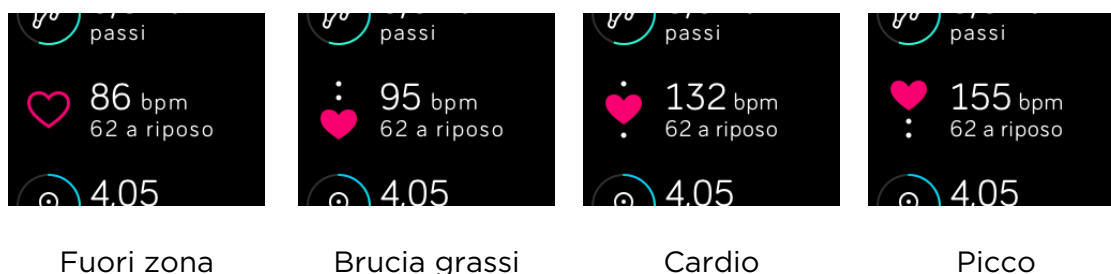 passi
86 bpm
62 a riposo
4,05
Fuori zona
passi
95 bpm
62 a riposo
4,05
Brucia grassi
passi
132 bpm
62 a riposo
4,05
Cardio
passi
155 bpm
62 a riposo
4,05
Picco